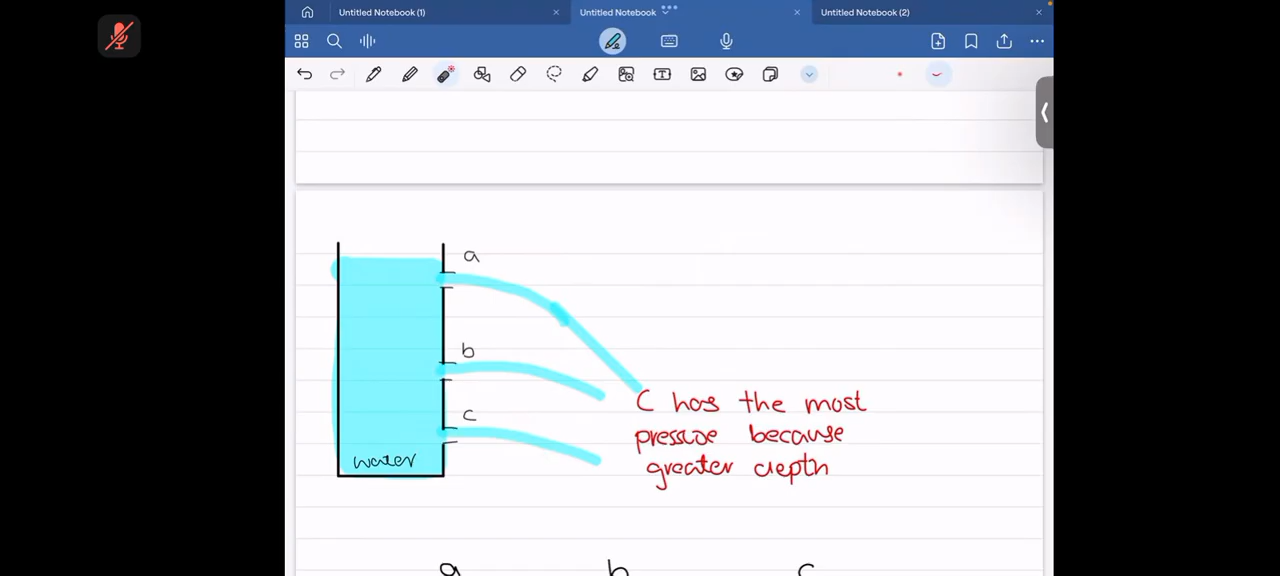 Untitled Notebook (1)
Untitled Notebook
Untitled Notebook (2)
a
b
c
water
C has the most
pressure because
greater depth
a b c